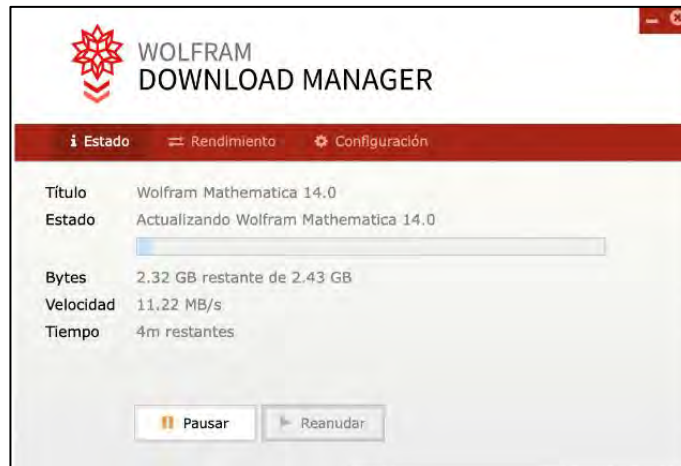 WOLFRAM
DOWNLOAD MANAGER
Estado Rendimiento Configuración
Título Wolfram Mathematica 14.0
Estado Actualizando Wolfram Mathematica 14.0
Bytes 2.32 GB restante de 2.43 GB
Velocidad 11.22 MB/s
Tiempo 4m restantes
Pausar Reanudar